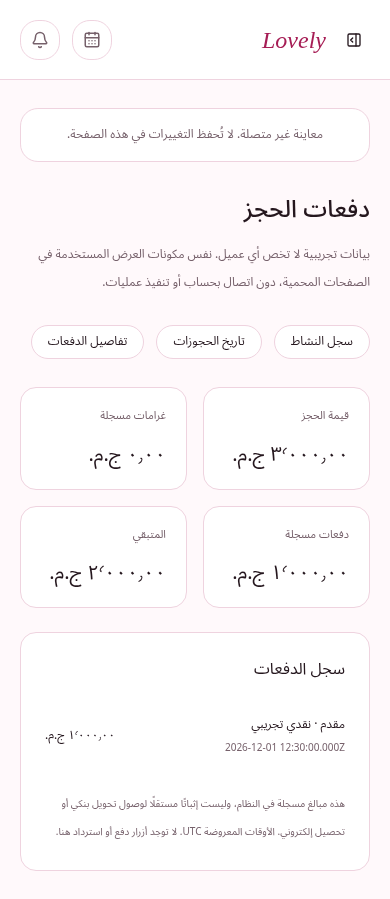 Lovely
معاينة غير متصلة. لا تُحفظ التغييرات في هذه الصفحة.
دفعات الحجز
بيانات تجريبية لا تخص أي عميل. نفس مكونات العرض المستخدمة في
الصفحات المحمية، دون اتصال بحساب أو تنفيذ عمليات.
سجل النشاط
تاريخ الحجوزات
تفاصيل الدفعات
قيمة الحجز
٣٬٠٠٠٫٠٠ ج.م.
غرامات مسجلة
٠٫٠٠ ج.م.
دفعات مسجلة
١٬٠٠٠٫٠٠ ج.م.
المتبقي
٢٬٠٠٠٫٠٠ ج.م.
سجل الدفعات
مقدم · نقدي تجريبي
١٬٠٠٠٫٠٠ ج.م.
2026-12-01 12:30:00.000Z
هذه مبالغ مسجلة في النظام، وليست إثباتًا مستقلًا لوصول تحويل بنكي أو
تحصيل إلكتروني. الأوقات المعروضة UTC. لا توجد أزرار دفع أو استرداد هنا.